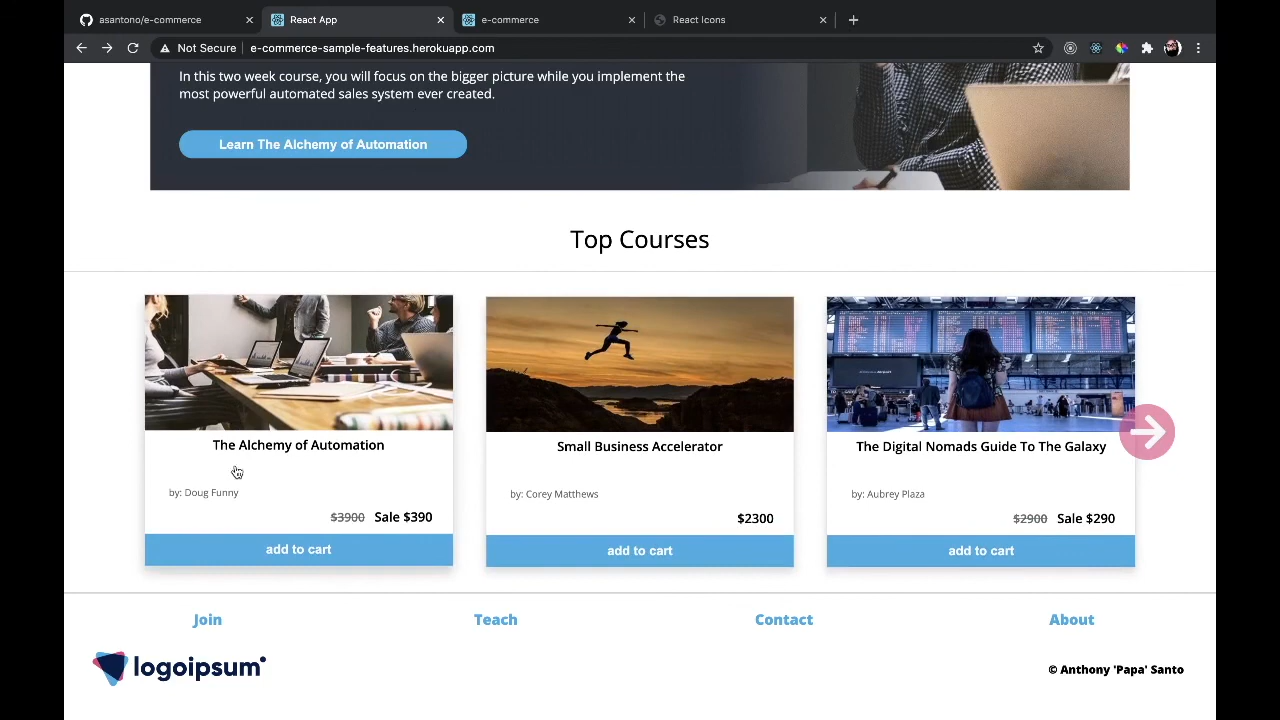 asantono/e-commerce
React App
e-commerce
React Icons
Not Secure
e-commerce-sample-features.herokuapp.com
In this two week course, you will focus on the bigger picture while you implement the
most powerful automated sales system ever created.
Learn The Alchemy of Automation
Top Courses
The Alchemy of Automation
by: Doug Funny
$3900 Sale $390
add to cart
Small Business Accelerator
by: Corey Matthews
$2300
add to cart
The Digital Nomads Guide To The Galaxy
by: Aubrey Plaza
$2900 Sale $290
add to cart
Join
Teach
Contact
About
logoipsum
© Anthony 'Papa' Santo